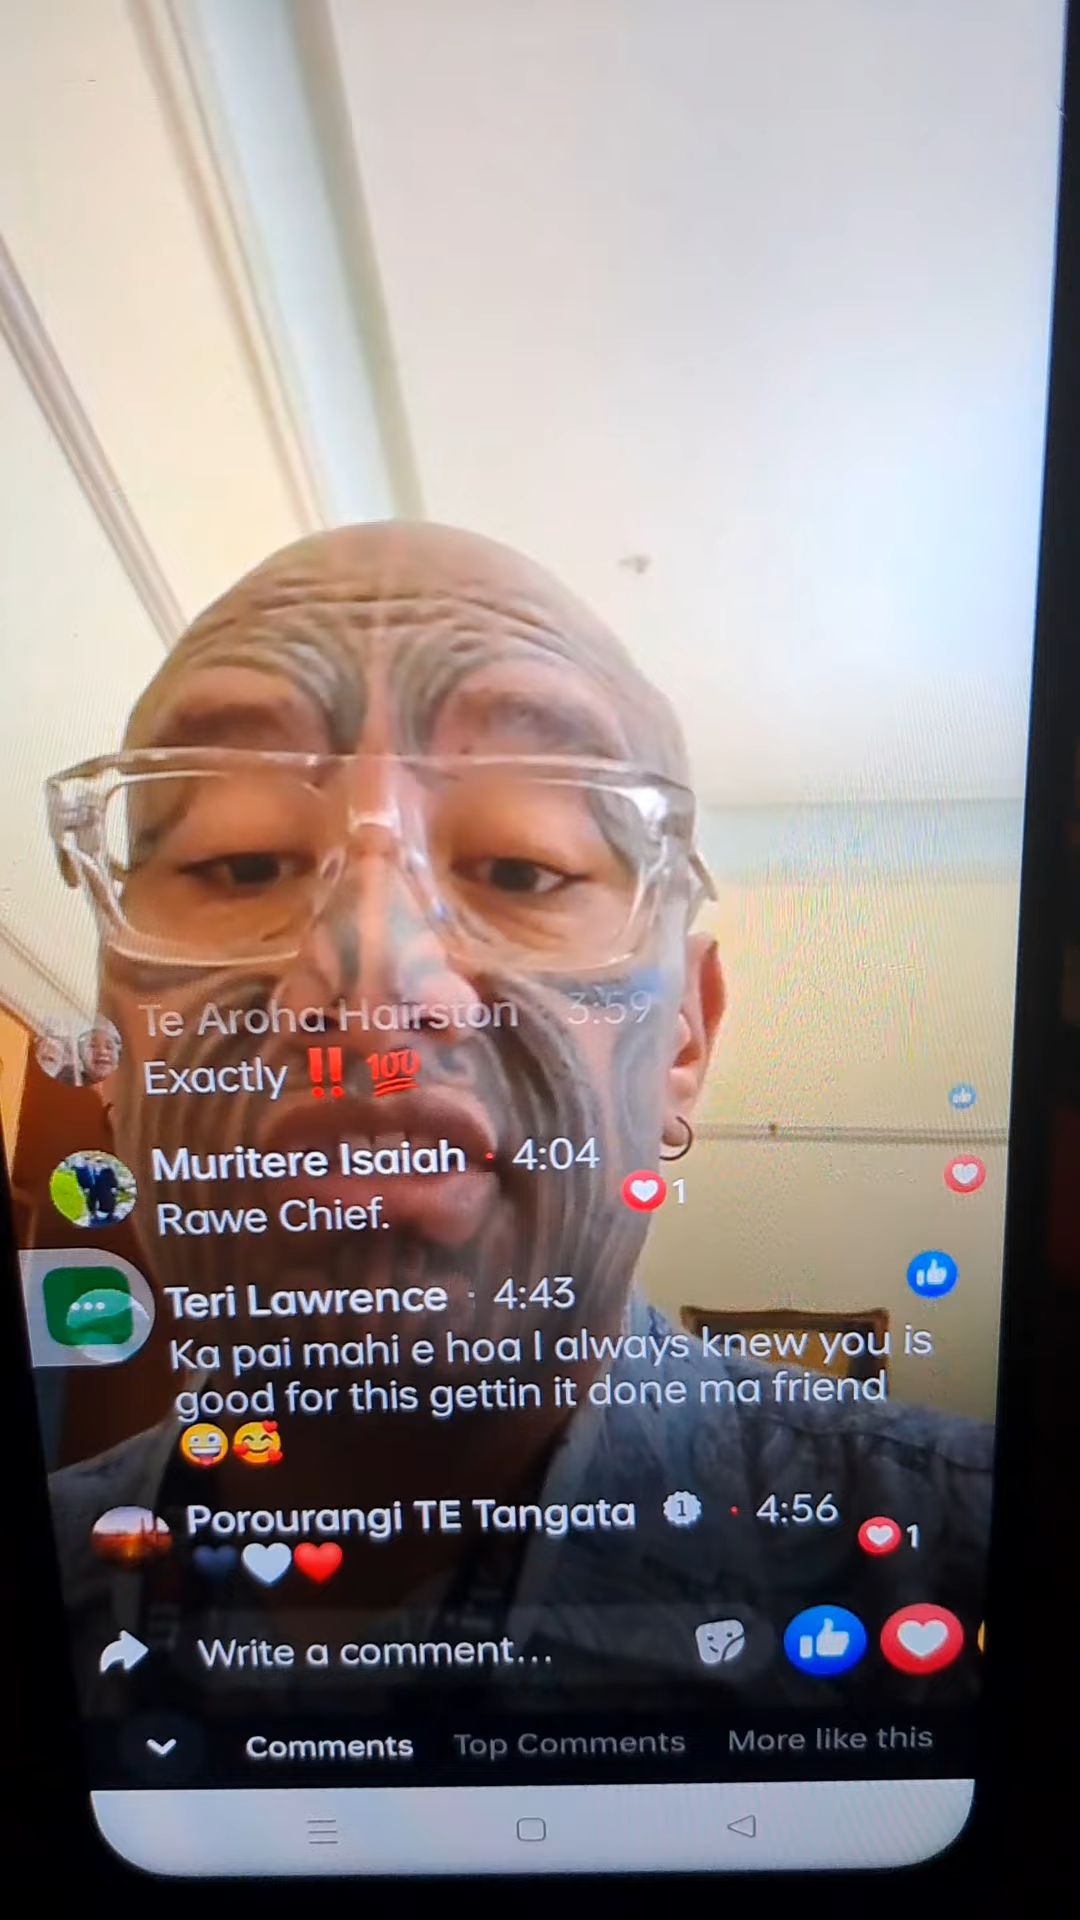 Te Aroha Hairston · 3:59
Exactly ‼️ 💯
Muritere Isaiah · 4:04
Rawe Chief.
1
Teri Lawrence · 4:43
Ka pai mahi e hoa I always knew you is
good for this gettin it done ma friend
🤪🥰
Porourangi TE Tangata 1 · 4:56
🖤🤍❤️ 1
Write a comment...
Comments Top Comments More like this